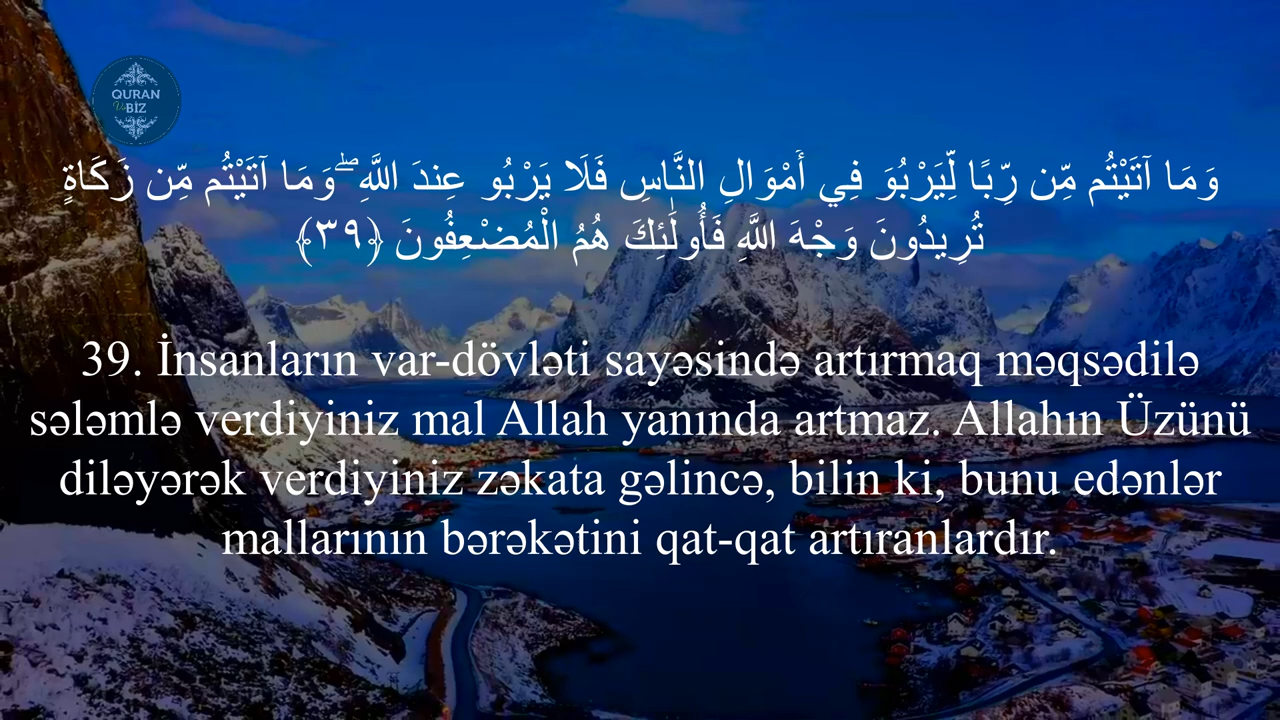 QURAN
Və
BİZ
وَمَا آتَيْتُم مِّن رِّبًا لِّيَرْبُوَ فِي أَمْوَالِ النَّاسِ فَلَا يَرْبُو عِندَ اللَّهِ ۖ وَمَا آتَيْتُم مِّن زَكَاةٍ
تُرِيدُونَ وَجْهَ اللَّهِ فَأُولَٰئِكَ هُمُ الْمُضْعِفُونَ ﴿٣٩﴾
39. İnsanların var-dövləti sayəsində artırmaq məqsədilə
sələmlə verdiyiniz mal Allah yanında artmaz. Allahın Üzünü
diləyərək verdiyiniz zəkata gəlincə, bilin ki, bunu edənlər
mallarının bərəkətini qat-qat artıranlardır.